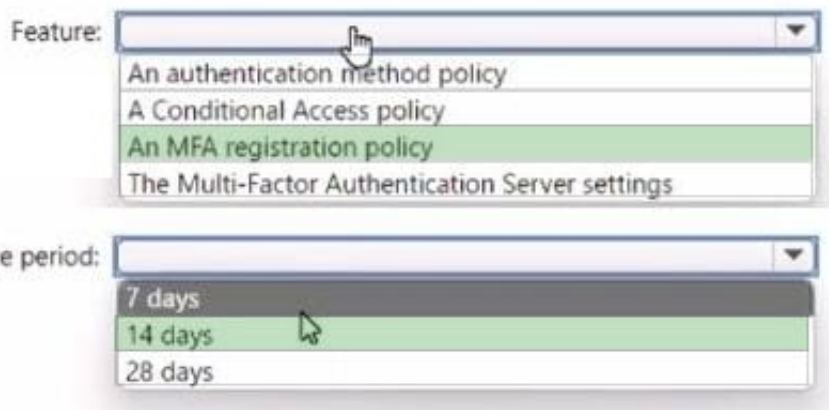 Feature:
An authentication method policy
A Conditional Access policy
An MFA registration policy
The Multi-Factor Authentication Server settings
e period:
7 days
14 days
28 days